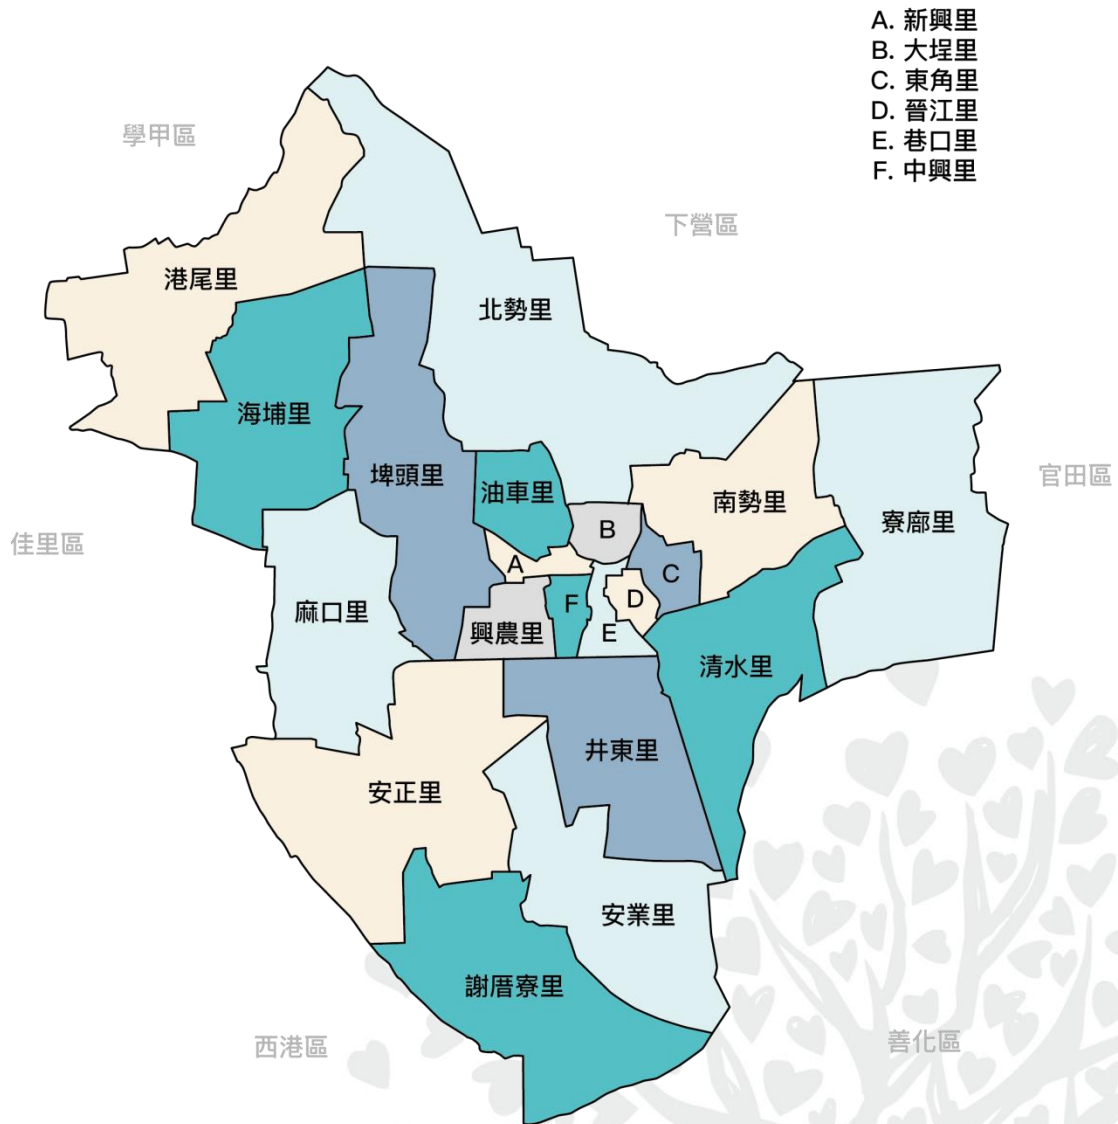 A. 新興里
B. 大埕里
C. 東角里
D. 晉江里
E. 巷口里
F. 中興里
學甲區
下營區
港尾里
北勢里
海埔里
埤頭里
油車里
南勢里
官田區
寮廍里
B
佳里區
A
C
麻口里
F
D
興農里
E
清水里
井東里
安正里
安業里
謝厝寮里
西港區
善化區